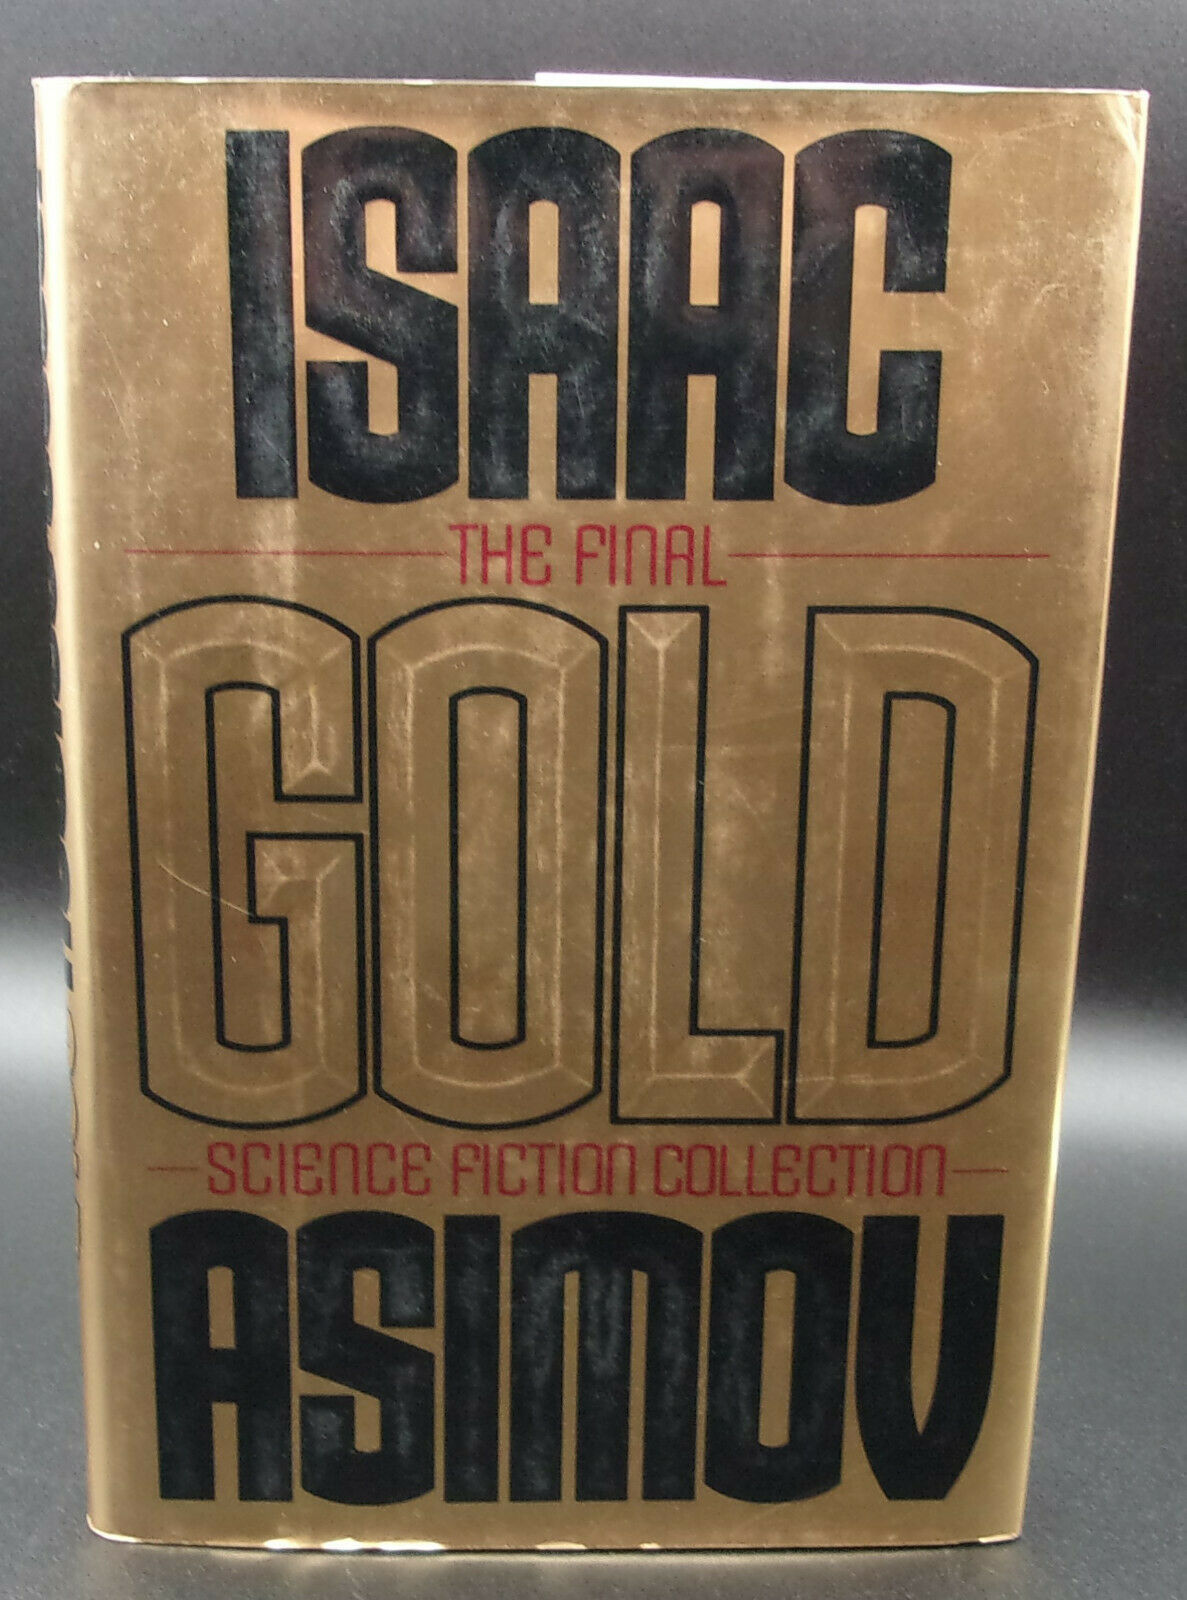 ISAAC
THE FINAL
GOLD
SCIENCE FICTION COLLECTION
ASIMOV